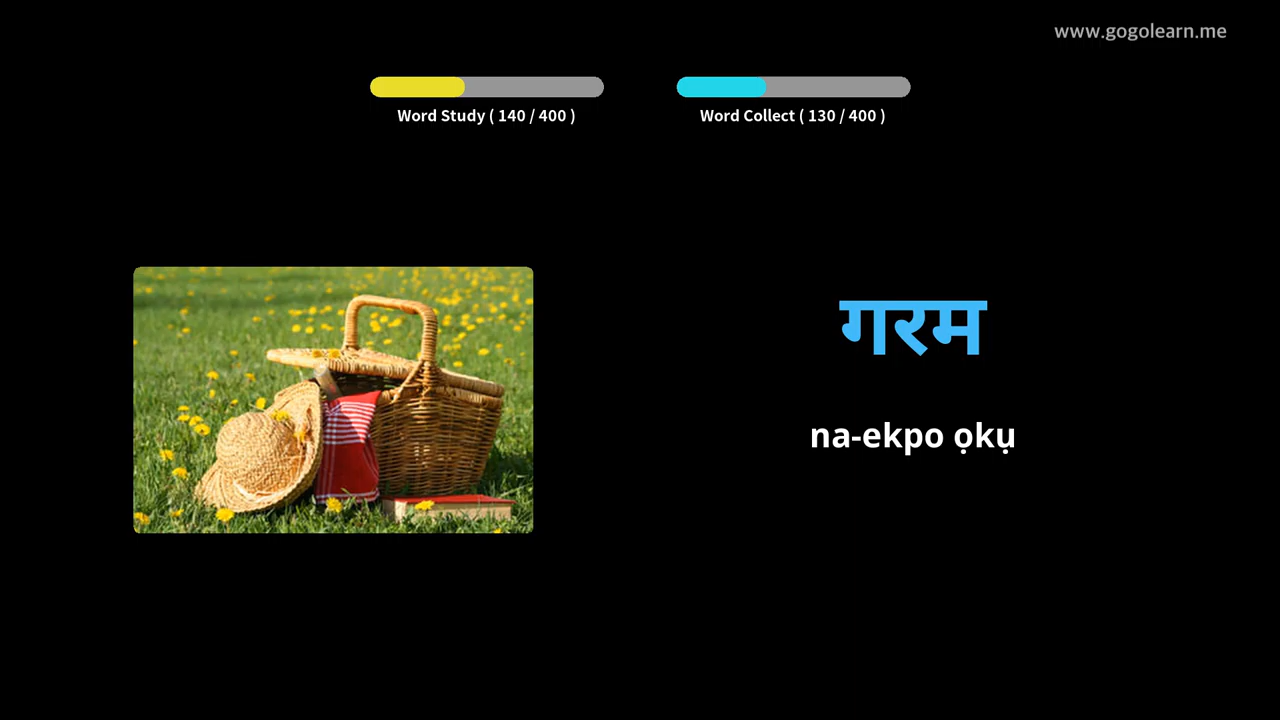 www.gogolearn.me
Word Study ( 140 / 400 )
Word Collect ( 130 / 400 )
गरम
na-ekpo ọkụ